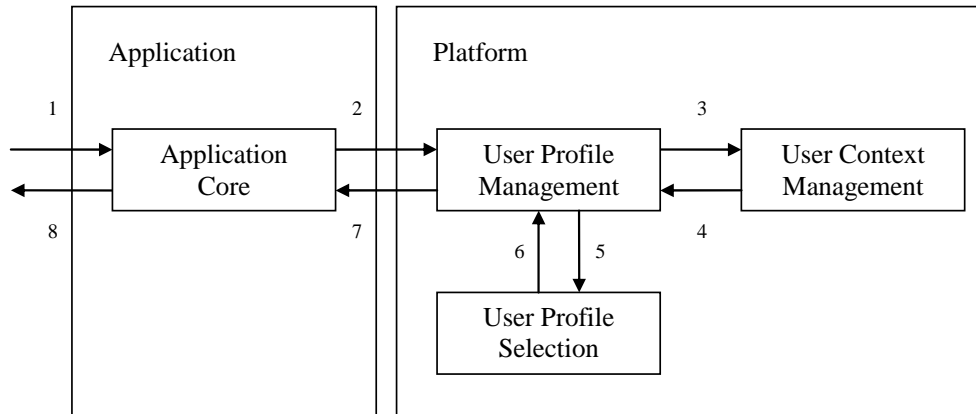 Application
Platform
1
2
3
Application
Core
User Profile
Management
User Context
Management
8
7
6
5
4
User Profile
Selection